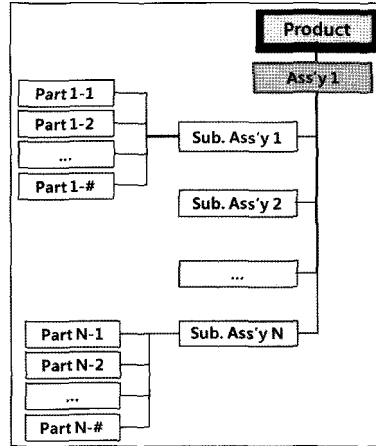 Product
Ass'y 1
Part 1-1
Part 1-2
...
Part 1-#
Sub. Ass'y 1
Sub. Ass'y 2
...
Sub. Ass'y N
Part N-1
Part N-2
...
Part N-#